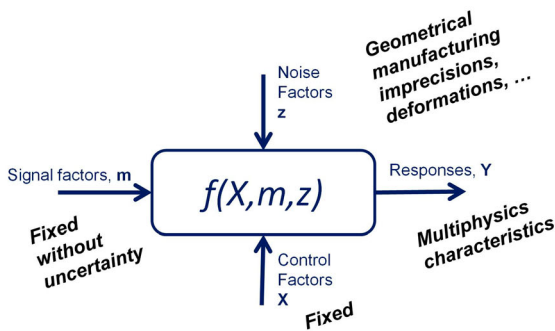 Geometrical
manufacturing
imprecisions,
deformations, ...
Noise
Factors
z
Signal factors, m
f(X,m,z)
Responses, Y
Fixed
without
uncertainty
Multiphysics
characteristics
Control
Factors
X
Fixed